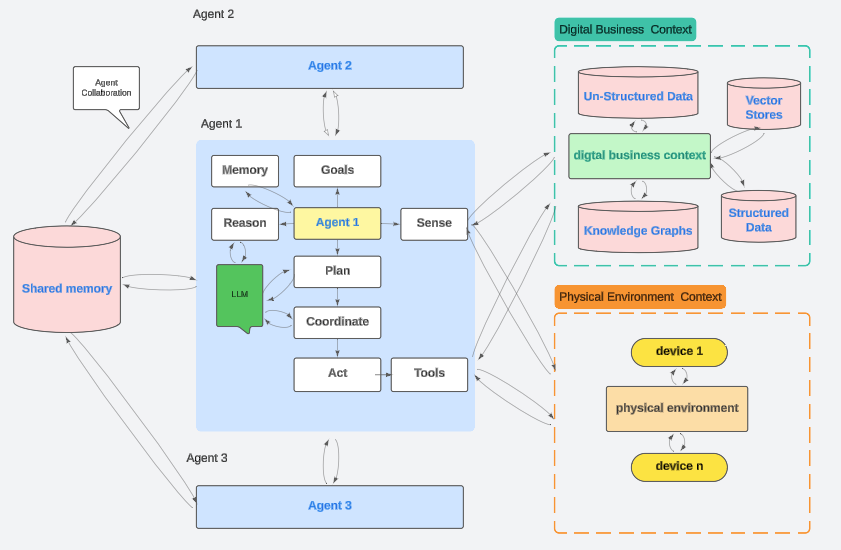 Agent 2
Digital Business Context
Agent
Collaboration
Agent 2
Un-Structured Data
Vector
Stores
Agent 1
digtal business context
Memory
Goals
Reason
Agent 1
Sense
Structured
Data
Knowledge Graphs
Shared memory
LLM
Plan
Physical Environment Context
Coordinate
device 1
Act
Tools
physical environment
Agent 3
device n
Agent 3